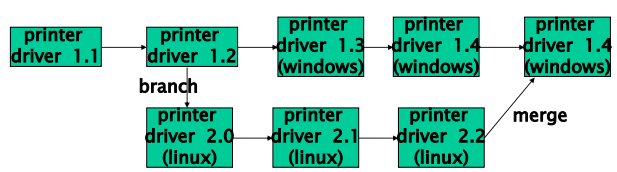 printer
driver 1.1
printer
driver 1.2
printer
driver 1.3
(windows)
printer
driver 1.4
(windows)
printer
driver 1.4
(windows)
branch
printer
driver 2.0
(linux)
printer
driver 2.1
(linux)
printer
driver 2.2
(linux)
merge